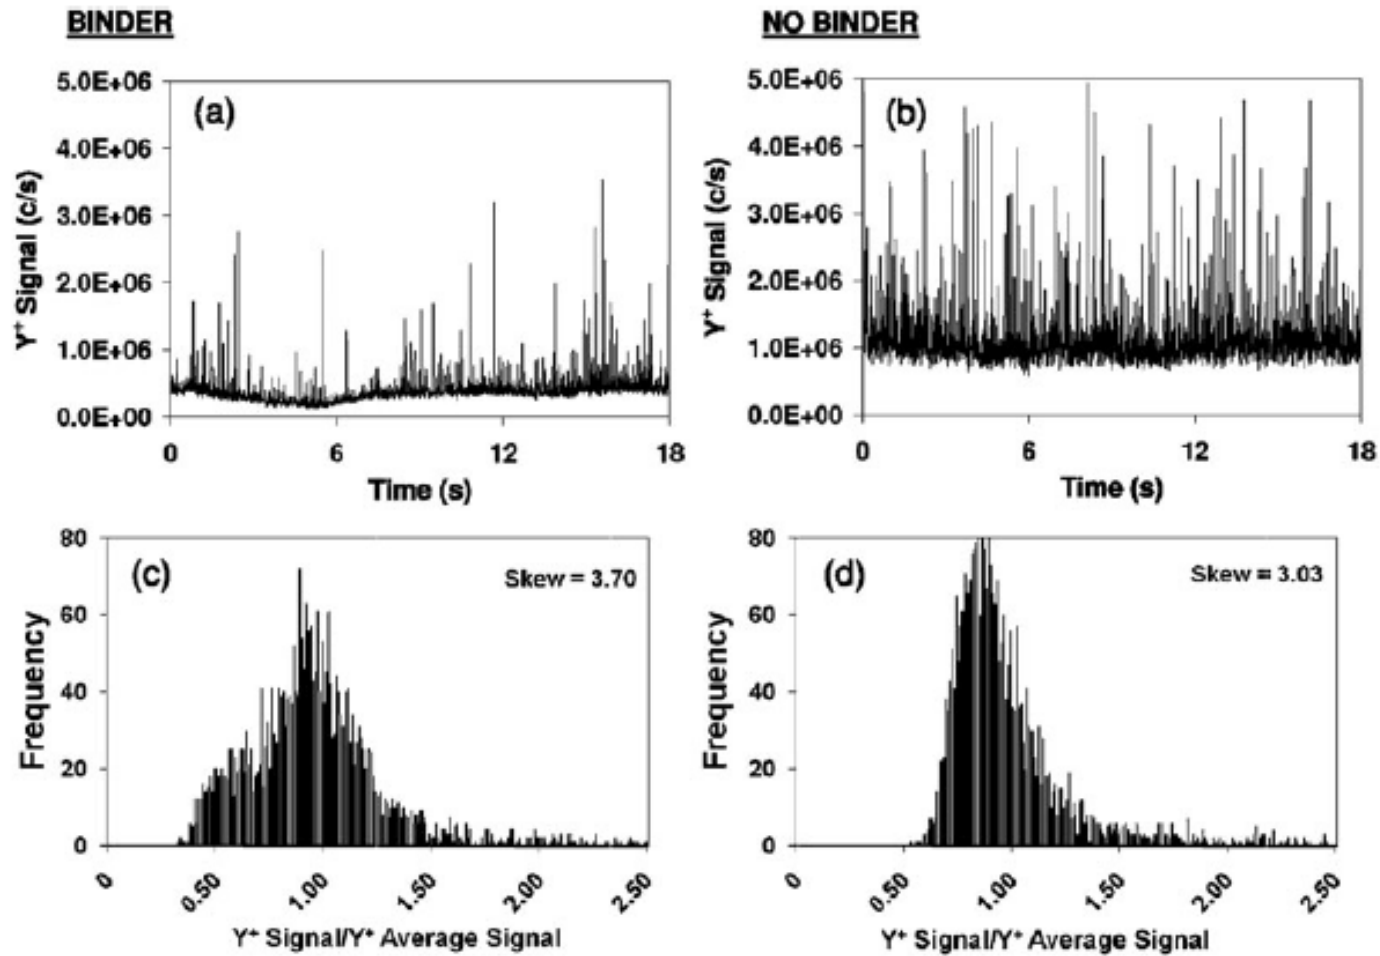 BINDER
NO BINDER
(a)
5.0E+06
4.0E+06
3.0E+06
2.0E+06
1.0E+06
0.0E+00
Y⁺ Signal (c/s)
0 6 12 18
Time (s)
(b)
5.0E+06
4.0E+06
3.0E+06
2.0E+06
1.0E+06
0.0E+00
Y⁺ Signal (c/s)
0 6 12 18
Time (s)
(c)
Skew = 3.70
80
60
40
20
0
Frequency
0 0.50 1.00 1.50 2.00 2.50
Y⁺ Signal/Y⁺ Average Signal
(d)
Skew = 3.03
80
60
40
20
0
Frequency
0 0.50 1.00 1.50 2.00 2.50
Y⁺ Signal/Y⁺ Average Signal